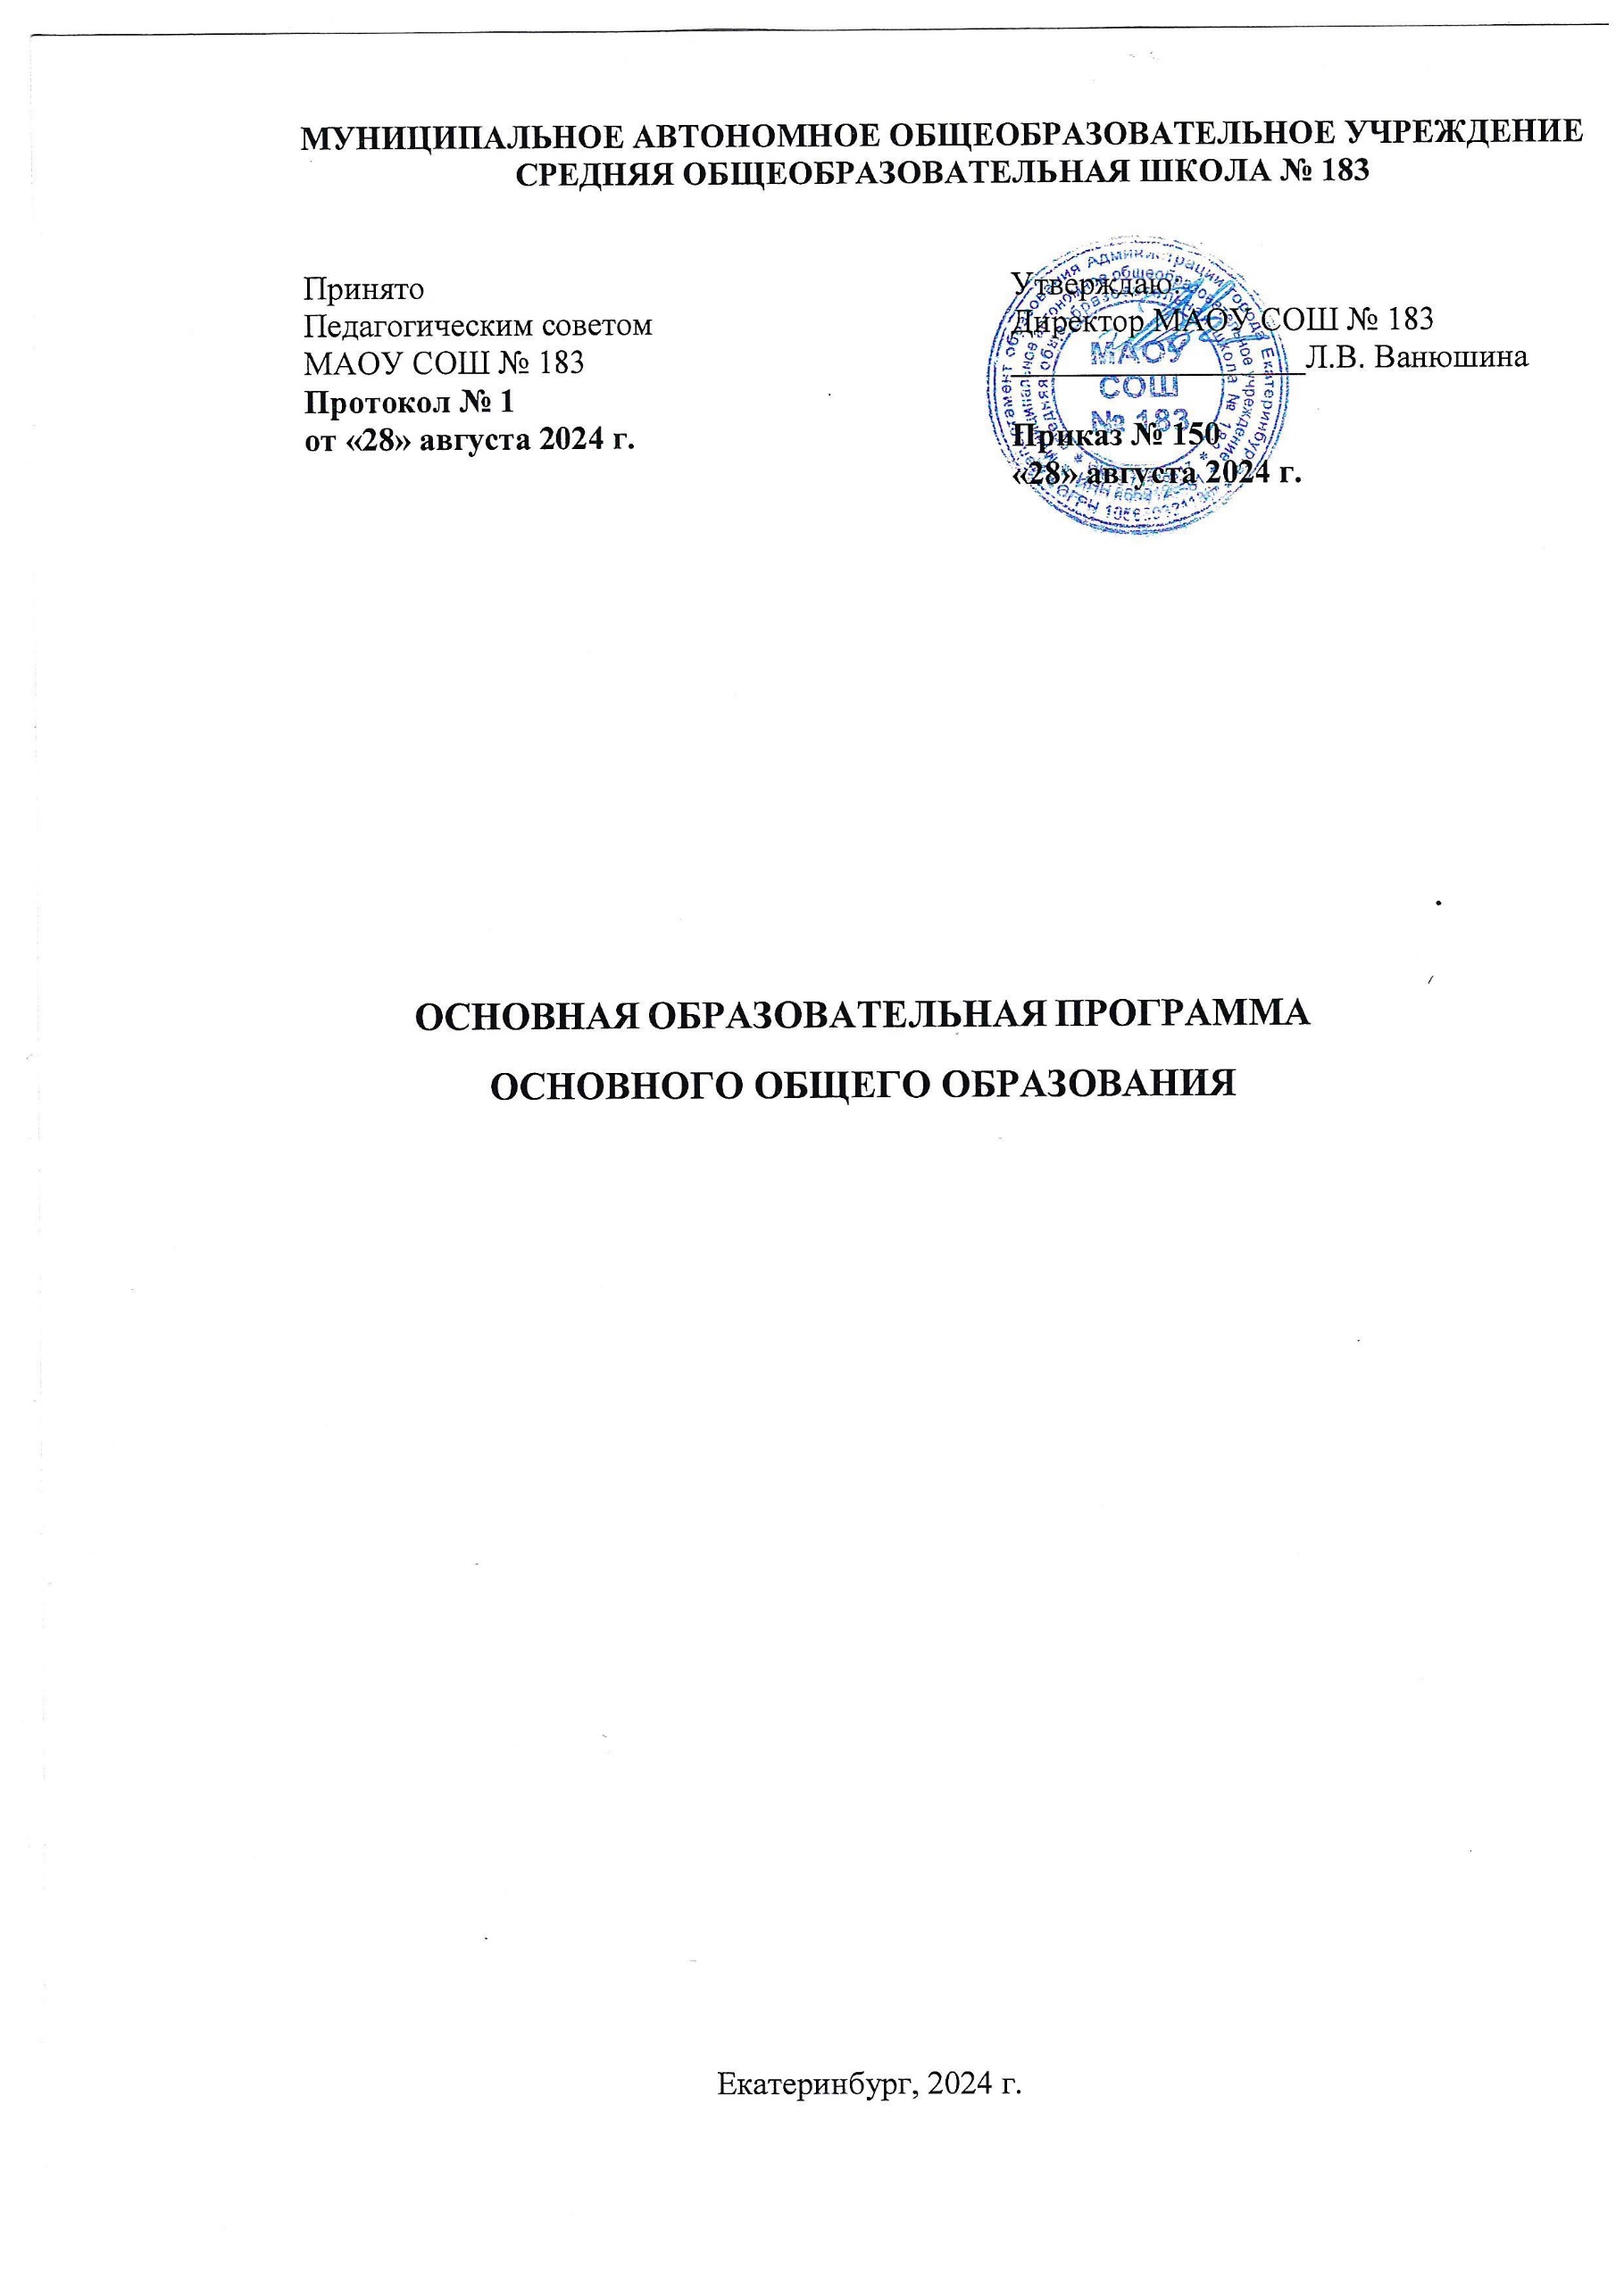 МУНИЦИПАЛЬНОЕ АВТОНОМНОЕ ОБЩЕОБРАЗОВАТЕЛЬНОЕ УЧРЕЖДЕНИЕ
СРЕДНЯЯ ОБЩЕОБРАЗОВАТЕЛЬНАЯ ШКОЛА № 183
Принято
Педагогическим советом
МАОУ СОШ № 183
Протокол № 1
от «28» августа 2024 г.
Утверждаю:
Директор МАОУ СОШ № 183
Л.В. Ванюшина
Приказ № 150
«28» августа 2024 г.
МАОУ
СОШ
№ 183
ОСНОВНАЯ ОБРАЗОВАТЕЛЬНАЯ ПРОГРАММА
ОСНОВНОГО ОБЩЕГО ОБРАЗОВАНИЯ
Екатеринбург, 2024 г.